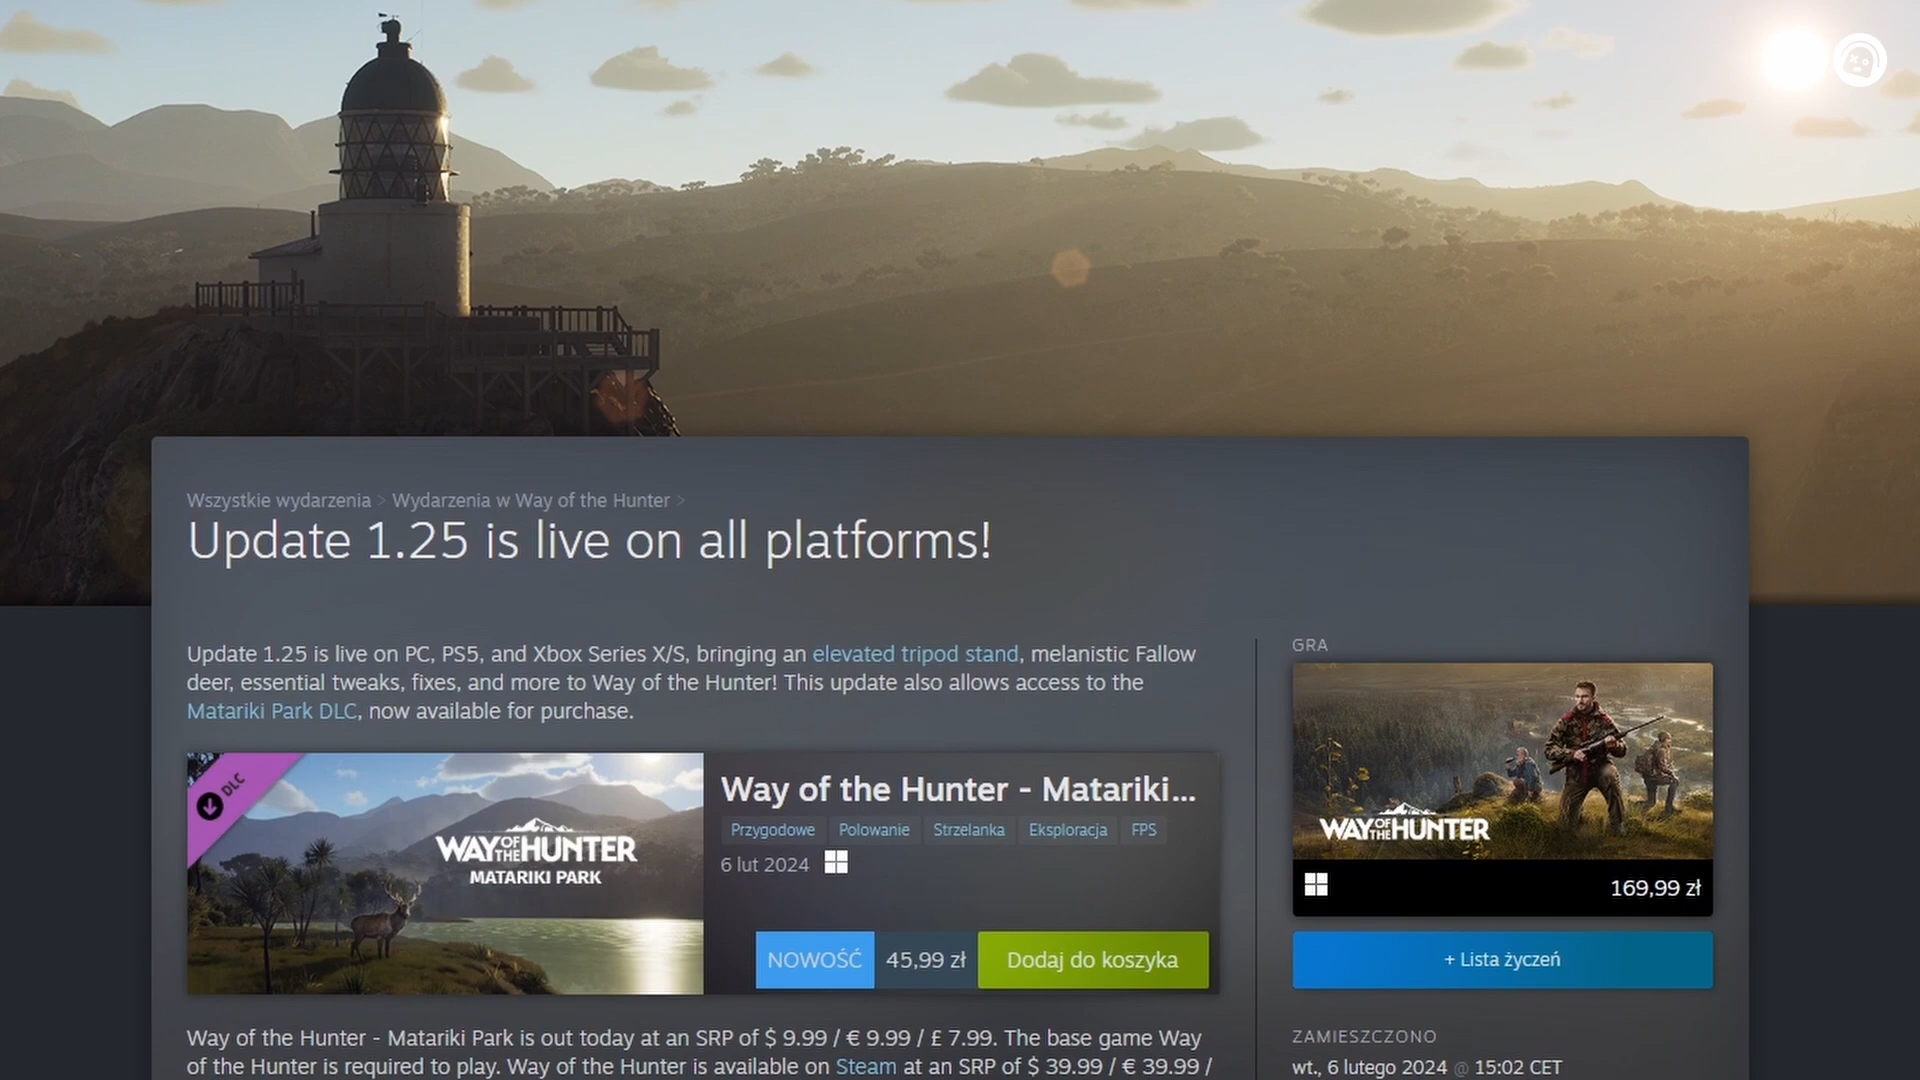 Wszystkie wydarzenia > Wydarzenia w Way of the Hunter >
Update 1.25 is live on all platforms!
Update 1.25 is live on PC, PS5, and Xbox Series X/S, bringing an elevated tripod stand, melanistic Fallow
deer, essential tweaks, fixes, and more to Way of the Hunter! This update also allows access to the
Matariki Park DLC, now available for purchase.
DLC
WAY OF THE HUNTER
MATARIKI PARK
Way of the Hunter - Matariki...
Przygodowe Polowanie Strzelanka Eksploracja FPS
6 lut 2024
NOWOŚĆ 45,99 zł Dodaj do koszyka
Way of the Hunter - Matariki Park is out today at an SRP of $ 9.99 / € 9.99 / £ 7.99. The base game Way
of the Hunter is required to play. Way of the Hunter is available on Steam at an SRP of $ 39.99 / € 39.99 /
GRA
WAY OF THE HUNTER
169,99 zł
+ Lista życzeń
ZAMIESZCZONO
wt., 6 lutego 2024 @ 15:02 CET